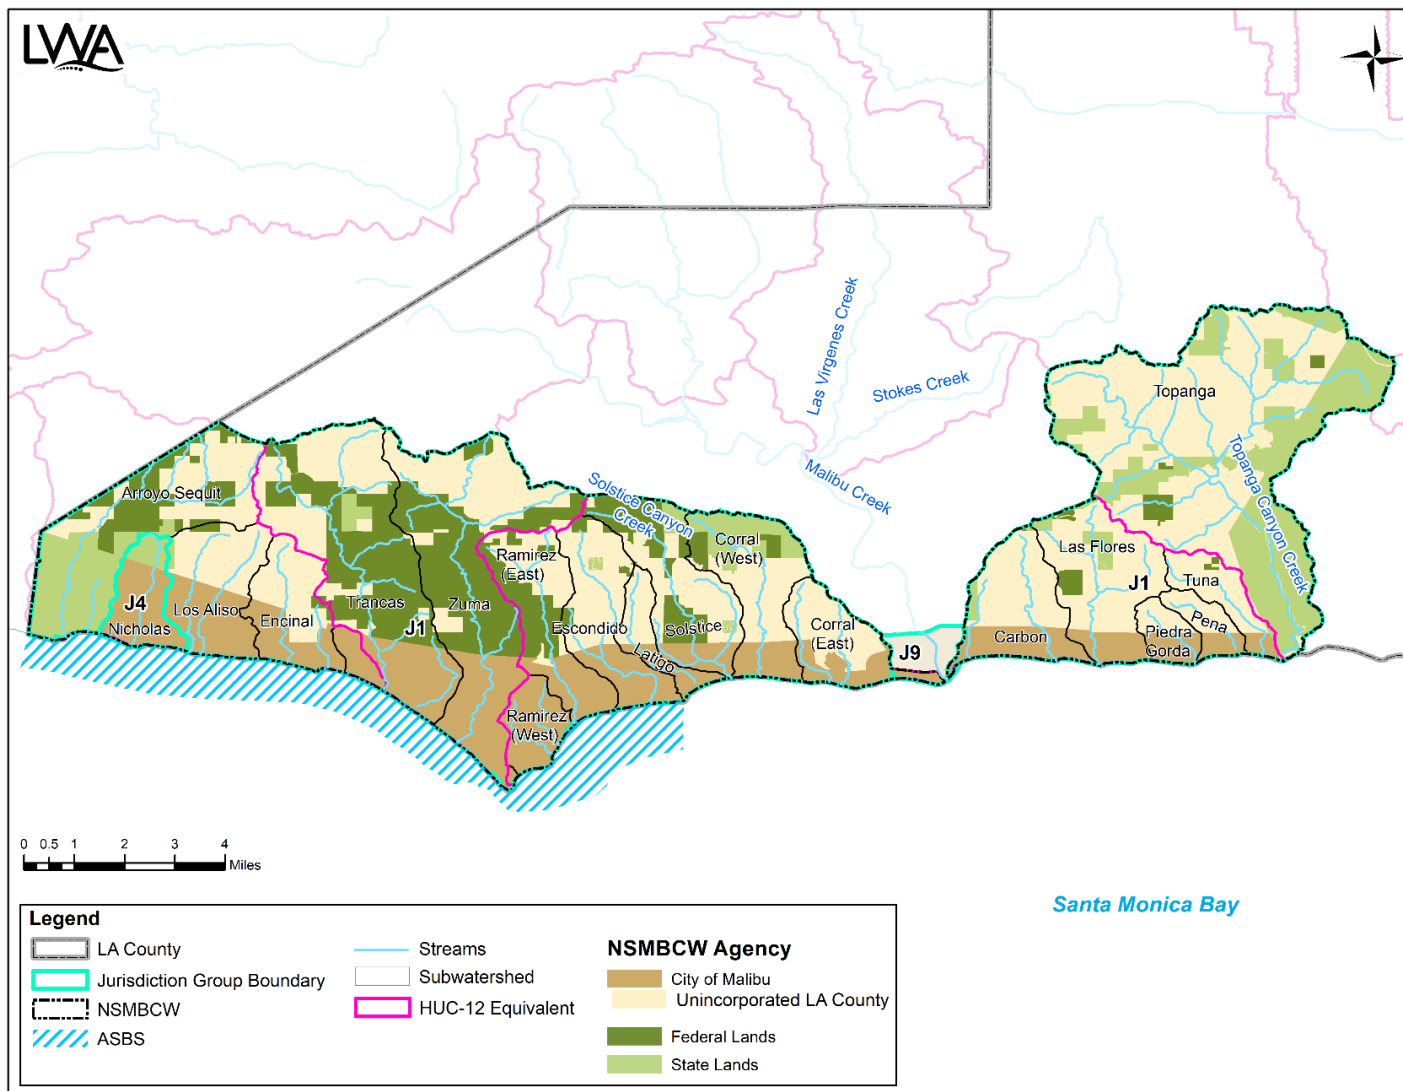 LWA
Las Virgenes Creek
Stokes Creek
Malibu Creek
Topanga
Topanga Canyon Creek
Arroyo Sequit
Solstice Canyon
Creek
Corral
(West)
Ramirez
(East)
Las Flores
J1
Tuna
J4
Nicholas
Los Aliso
Encinal
Trancas
J1
Zuma
Escondido
Solstice
Latigo
Corral
(East)
J9
Carbon
Piedra
Gorda
Pena
Ramirez
(West)
0 0.5 1 2 3 4
Miles
Santa Monica Bay
Legend
LA County
Jurisdiction Group Boundary
NSMBCW
ASBS
Streams
Subwatershed
HUC-12 Equivalent
NSMBCW Agency
City of Malibu
Unincorporated LA County
Federal Lands
State Lands